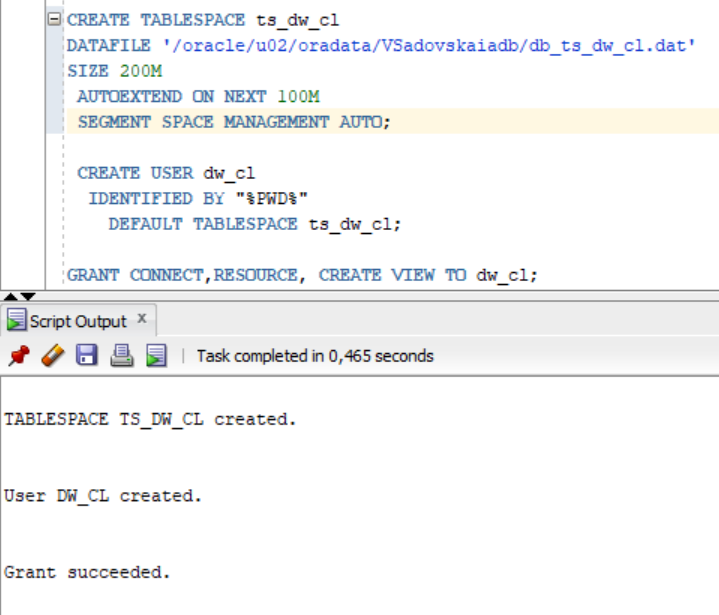 CREATE TABLESPACE ts_dw_cl
DATAFILE '/oracle/u02/oradata/VSadovskaiadb/db_ts_dw_cl.dat'
SIZE 200M
AUTOEXTEND ON NEXT 100M
SEGMENT SPACE MANAGEMENT AUTO;
CREATE USER dw_cl
IDENTIFIED BY "%PWD%"
DEFAULT TABLESPACE ts_dw_cl;
GRANT CONNECT,RESOURCE, CREATE VIEW TO dw_cl;
Script Output x
Task completed in 0,465 seconds
TABLESPACE TS_DW_CL created.
User DW_CL created.
Grant succeeded.